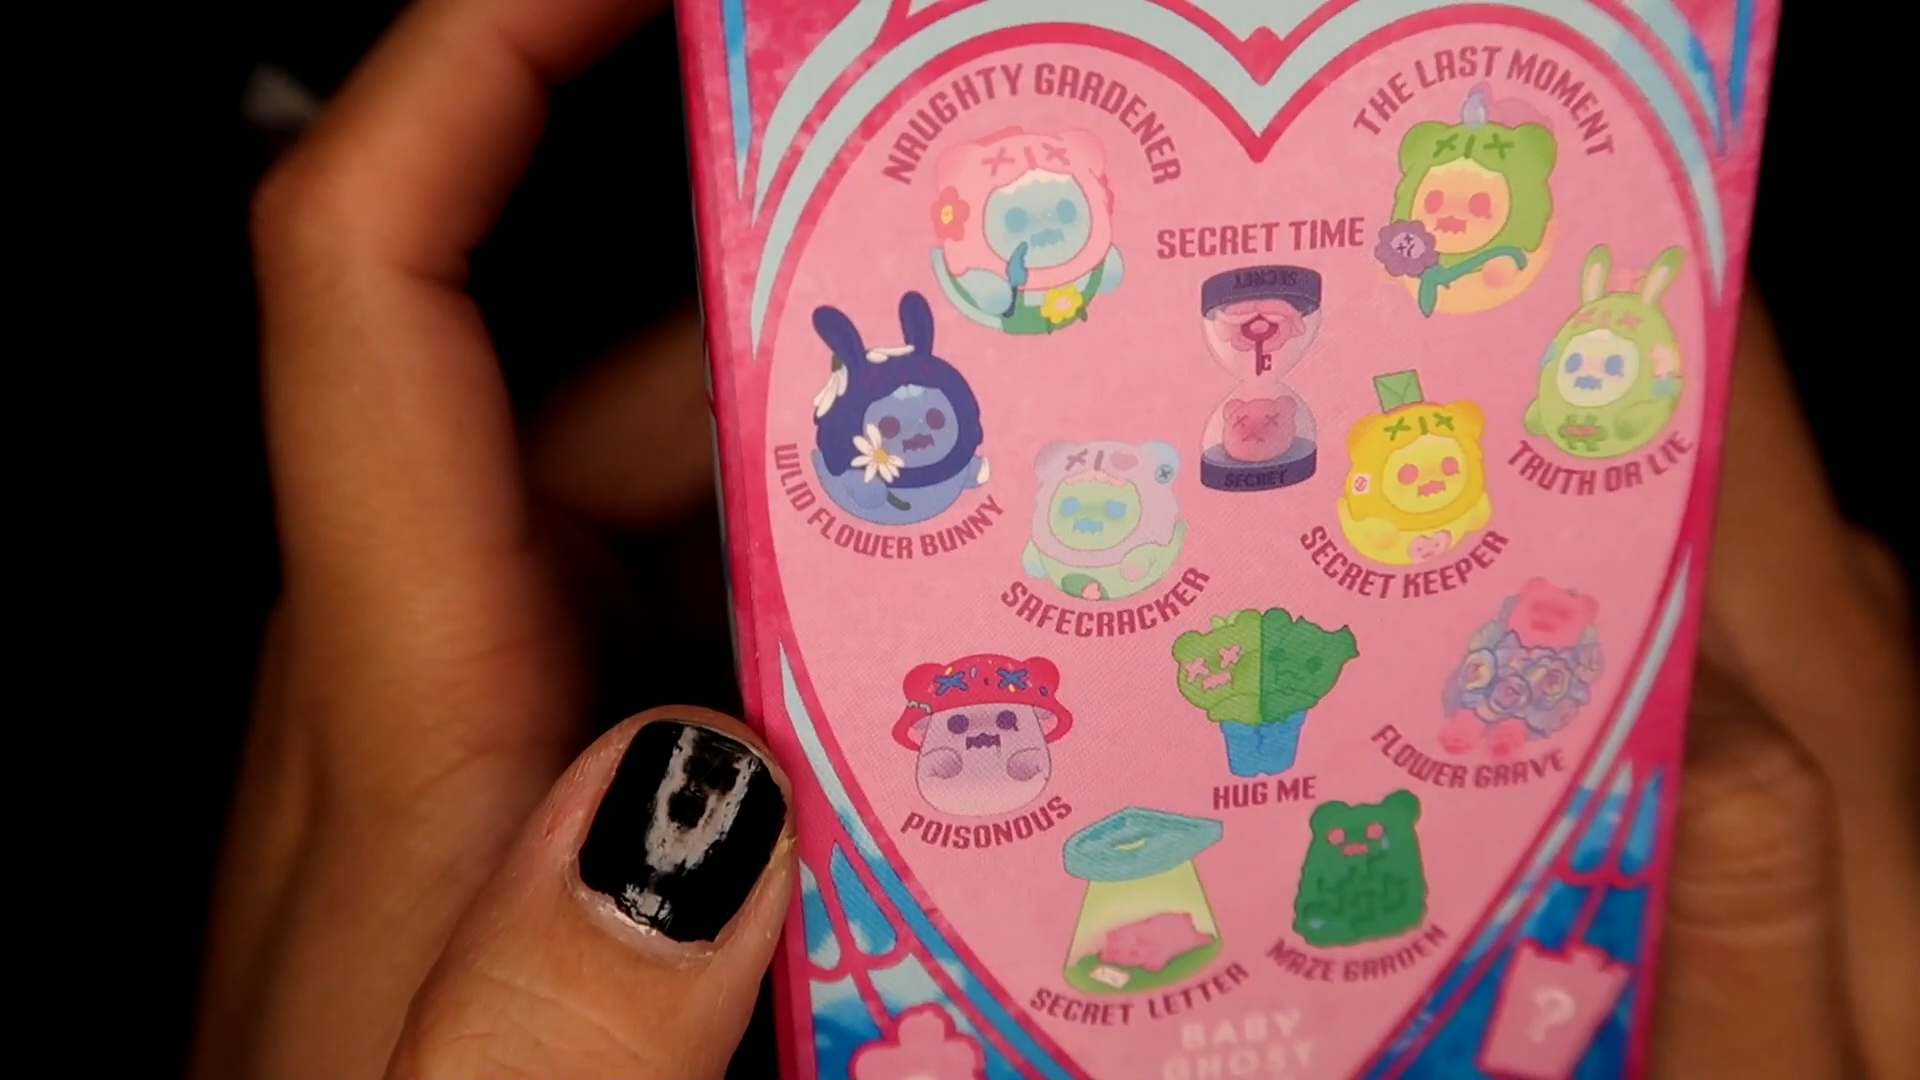 NAUGHTY GARDENER
THE LAST MOMENT
SECRET TIME
SECRET
SECRET
WLID FLOWER BUNNY
TRUTH OR LIE
SAFECRACKER
SECRET KEEPER
POISONOUS
HUG ME
FLOWER GRAVE
SECRET LETTER
MAZE GARDEN
BABY
GHOST
?